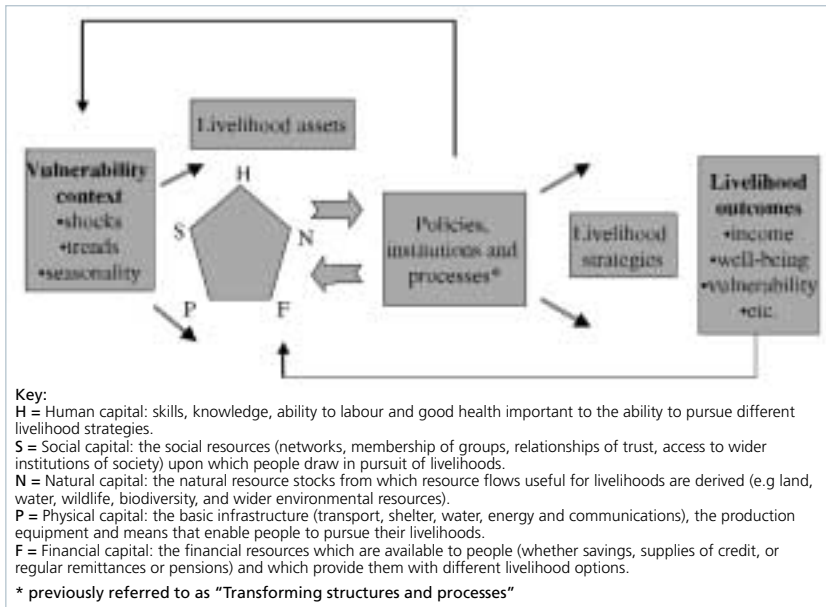 Livelihood assets
Vulnerability
context
•shocks
•trends
•seasonality
H
S
N
P
F
Policies,
institutions and
processes*
Livelihood
strategies
Livelihood
outcomes
•income
•well-being
•vulnerability
•etc.
Key:
H = Human capital: skills, knowledge, ability to labour and good health important to the ability to pursue different
livelihood strategies.
S = Social capital: the social resources (networks, membership of groups, relationships of trust, access to wider
institutions of society) upon which people draw in pursuit of livelihoods.
N = Natural capital: the natural resource stocks from which resource flows useful for livelihoods are derived (e.g land,
water, wildlife, biodiversity, and wider environmental resources).
P = Physical capital: the basic infrastructure (transport, shelter, water, energy and communications), the production
equipment and means that enable people to pursue their livelihoods.
F = Financial capital: the financial resources which are available to people (whether savings, supplies of credit, or
regular remittances or pensions) and which provide them with different livelihood options.
* previously referred to as “Transforming structures and processes”